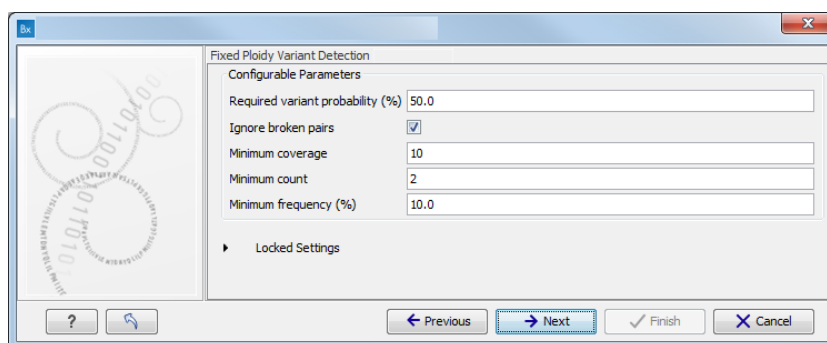 Bx
Fixed Ploidy Variant Detection
Configurable Parameters
Required variant probability (%) 50.0
Ignore broken pairs
Minimum coverage 10
Minimum count 2
Minimum frequency (%) 10.0
Locked Settings
? Previous Next Finish Cancel